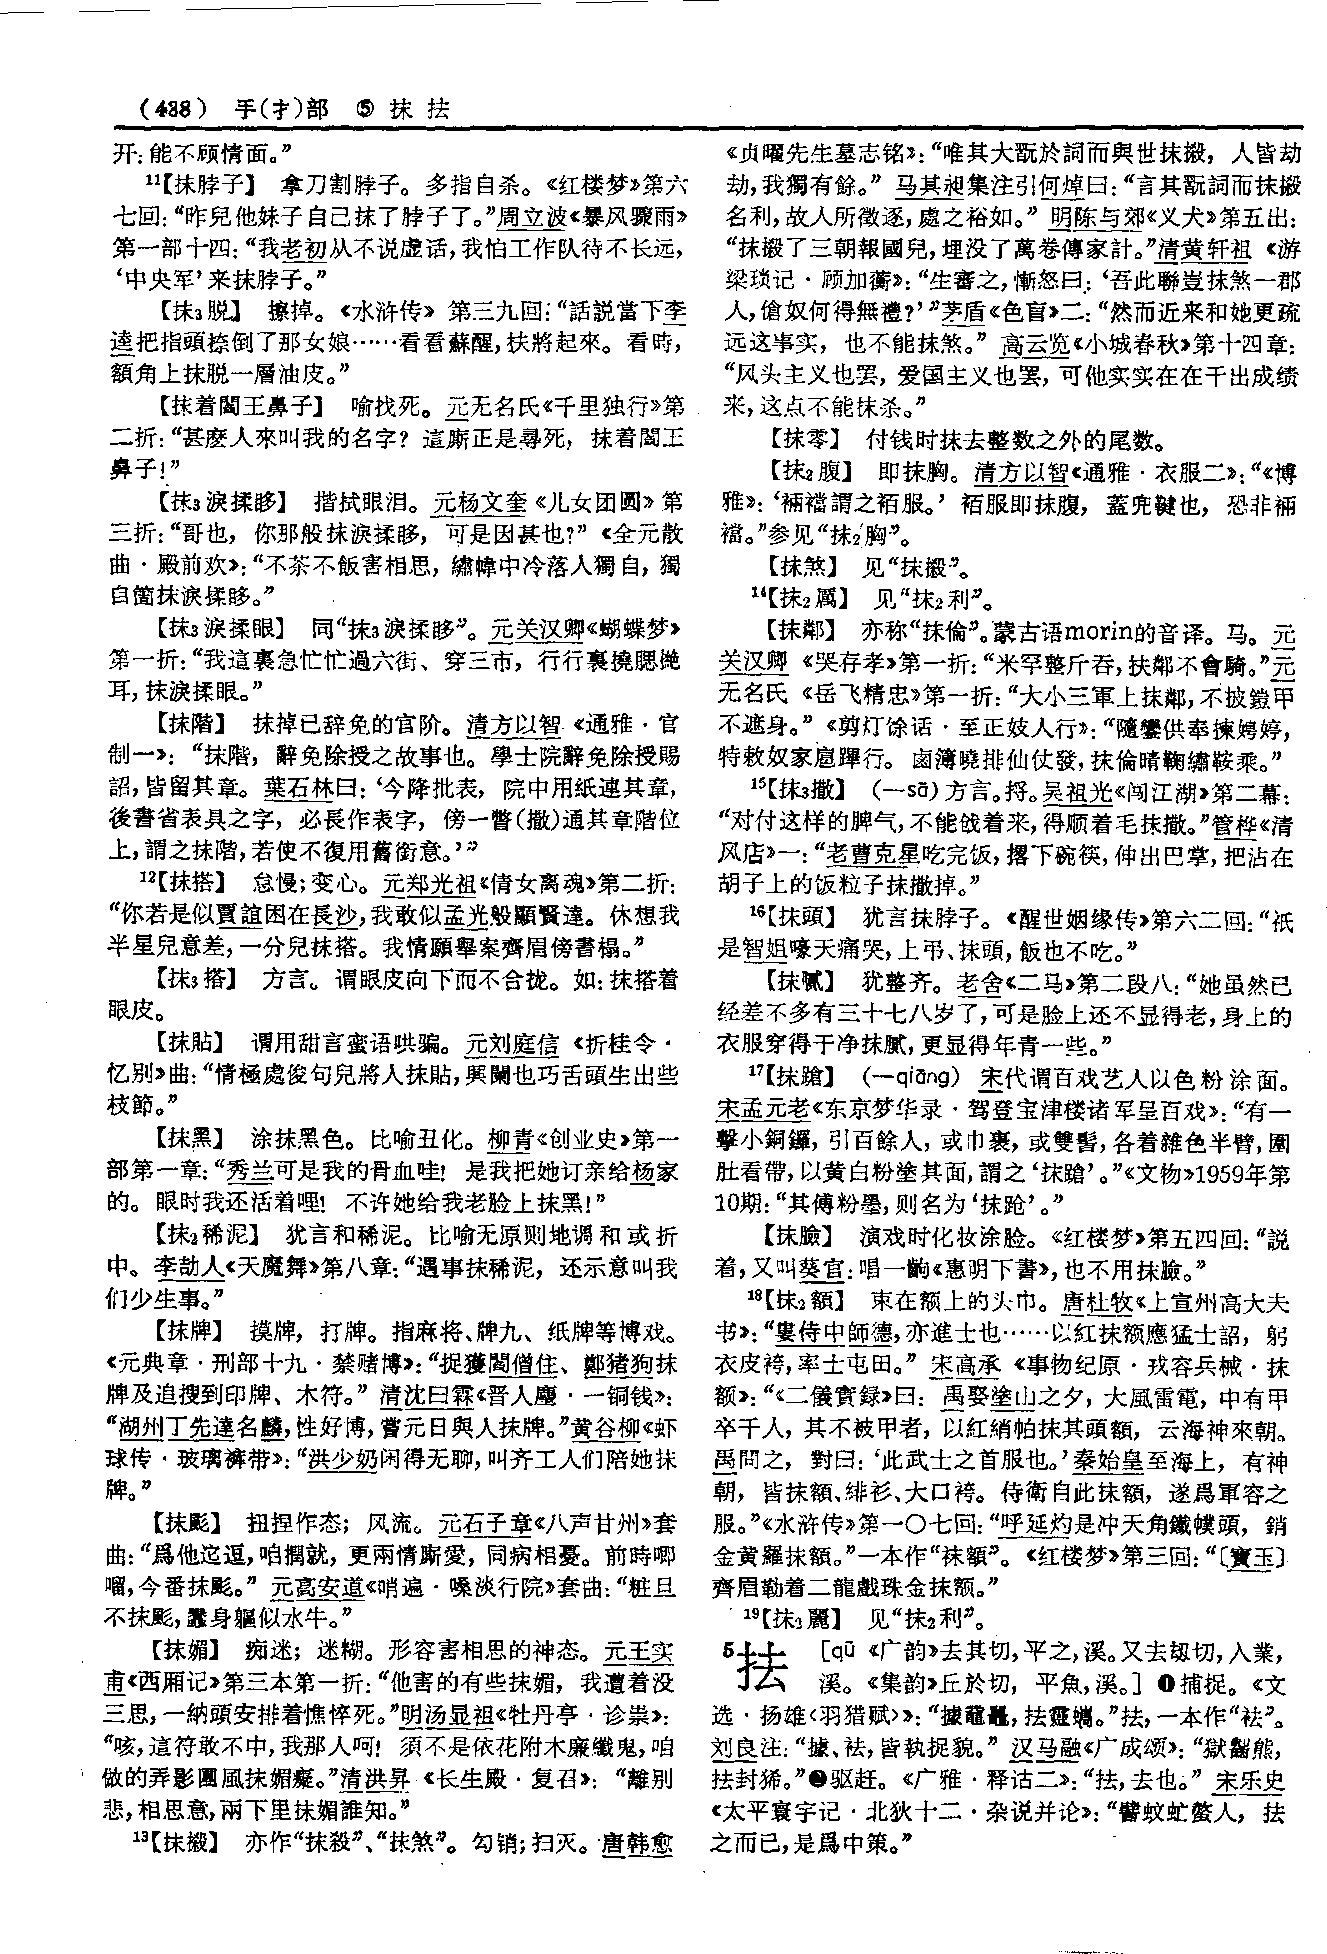 (438) 手(扌)部 ⑤ 抹 抾
开：能不顾情面。”
11【抹脖子】 拿刀割脖子。多指自杀。《红楼梦》第六
七回：“昨兒他妹子自己抹了脖子了。”周立波《暴风骤雨》
第一部十四：“我老初从不说虚话，我怕工作队待不长远，
‘中央军’来抹脖子。”
【抹3脱】 擦掉。《水浒传》第三九回：“話説當下李
逵把指頭捺倒了那女娘……看看蘇醒，扶將起來。看時，
額角上抹脱一層油皮。”
【抹着閻王鼻子】 喻找死。元无名氏《千里独行》第
二折：“甚麽人來叫我的名字？這厮正是尋死，抹着閻王
鼻子！”
【抹3淚揉眵】 揩拭眼泪。元杨文奎《儿女团圆》第
三折：“哥也，你那般抹淚揉眵，可是因甚也？”《全元散
曲·殿前欢》：“不茶不飯害相思，繡幃中冷落人獨自，獨
自箇抹淚揉眵。”
【抹3淚揉眼】 同“抹3淚揉眵”。元关汉卿《蝴蝶梦》
第一折：“我這裏急忙忙過六街、穿三市，行行裏撓腮撧
耳，抹淚揉眼。”
【抹階】 抹掉已辞免的官阶。清方以智《通雅·官
制一》：“抹階，辭免除授之故事也。學士院辭免除授賜
詔，皆留其章。葉石林曰：‘今降批表，院中用紙連其章，
後書省表具之字，必長作表字，傍一瞥(撇)通其章階位
上，謂之抹階，若使不復用舊銜意。’”
12【抹搭】 怠慢；变心。元郑光祖《倩女离魂》第二折：
“你若是似賈誼困在長沙，我敢似孟光般顯賢達。休想我
半星兒意差，一分兒抹搭。我情願舉案齊眉傍書榻。”
【抹3搭】 方言。谓眼皮向下而不合拢。如：抹搭着
眼皮。
【抹貼】 谓用甜言蜜语哄骗。元刘庭信《折桂令·
忆别》曲：“情極處俊句兒將人抹貼，興闌也巧舌頭生出些
枝節。”
【抹黑】 涂抹黑色。比喻丑化。柳青《创业史》第一
部第一章：“秀兰可是我的骨血哇！是我把她订亲给杨家
的。眼时我还活着哩！不许她给我老脸上抹黑！”
【抹2稀泥】 犹言和稀泥。比喻无原则地调和或折
中。李劼人《天魔舞》第八章：“遇事抹稀泥，还示意叫我
们少生事。”
【抹牌】 摸牌，打牌。指麻将、牌九、纸牌等博戏。
《元典章·刑部十九·禁赌博》：“捉獲閻僧住、鄭猪狗抹
牌及追搜到印牌、木符。”清沈曰霖《晋人麈·一铜钱》：
“湖州丁先達名麟，性好博，嘗元日與人抹牌。”黄谷柳《虾
球传·玻璃裤带》：“洪少奶闲得无聊，叫齐工人们陪她抹
牌。”
【抹颩】 扭捏作态；风流。元石子章《八声甘州》套
曲：“爲他迄逗，咱撋就，更兩情厮愛，同病相憂。前時唧
嚠，今番抹颩。”元高安道《哨遍·嗓淡行院》套曲：“粧旦
不抹颩，蠢身軀似水牛。”
【抹媚】 痴迷；迷糊。形容害相思的神态。元王实
甫《西厢记》第三本第一折：“他害的有些抹媚，我遭着没
三思，一納頭安排着憔悴死。”明汤显祖《牡丹亭·诊祟》：
“咳，這符敢不中，我那人呵！須不是依花附木廉纖鬼，咱
做的弄影團風抹媚癡。”清洪昇《长生殿·复召》：“離别
悲，相思意，兩下里抹媚誰知。”
13【抹摋】 亦作“抹殺”、“抹煞”。勾销；扫灭。唐韩愈
《贞曜先生墓志铭》：“唯其大翫於詞而與世抹摋，人皆劫
劫，我獨有餘。”马其昶集注引何焯曰：“言其翫詞而抹摋
名利，故人所徵逐，處之裕如。”明陈与郊《义犬》第五出：
“抹摋了三朝報國兒，埋没了萬卷傳家計。”清黄轩祖《游
梁琐记·顾加蘅》：“生審之，慚怒曰：‘吾此聯豈抹煞一郡
人，傖奴何得無禮？’”茅盾《色盲》二：“然而近来和她更疏
远这事实，也不能抹煞。”高云览《小城春秋》第十四章：
“风头主义也罢，爱国主义也罢，可他实实在在干出成绩
来，这点不能抹杀。”
【抹零】 付钱时抹去整数之外的尾数。
【抹2腹】 即抹胸。清方以智《通雅·衣服二》：“《博
雅》：‘裲襠謂之袙服。’袙服即抹腹，蓋兜鞬也，恐非裲
襠。”参见“抹2胸”。
【抹煞】 见“抹摋”。
14【抹2厲】 见“抹2利”。
【抹鄰】 亦称“抹倫”。蒙古语morin的音译。马。元
关汉卿《哭存孝》第一折：“米罕整斤吞，抹鄰不會騎。”元
无名氏《岳飞精忠》第一折：“大小三軍上抹鄰，不披鎧甲
不遮身。”《剪灯馀话·至正妓人行》：“隨鑾供奉揀娉婷，
特敕奴家扈蹕行。鹵簿曉排仙仗發，抹倫晴鞠繡鞍乘。”
15【抹3撒】 (—sā)方言。捋。吴祖光《闯江湖》第二幕：
“对付这样的脾气，不能戗着来，得顺着毛抹撒。”管桦《清
风店》一：“老曹克星吃完饭，撂下碗筷，伸出巴掌，把沾在
胡子上的饭粒子抹撒掉。”
16【抹頭】 犹言抹脖子。《醒世姻缘传》第六二回：“祇
是智姐嚎天痛哭，上弔、抹頭，飯也不吃。”
【抹膩】 犹整齐。老舍《二马》第二段八：“她虽然已
经差不多有三十七八岁了，可是脸上还不显得老，身上的
衣服穿得干净抹腻，更显得年青一些。”
17【抹蹌】 (—qiāng) 宋代谓百戏艺人以色粉涂面。
宋孟元老《东京梦华录·驾登宝津楼诸军呈百戏》：“有一
擊小銅鑼，引百餘人，或巾裹，或雙髻，各着雜色半臂，圍
肚看帶，以黄白粉塗其面，謂之‘抹蹌’。”《文物》1959年第
10期：“其傅粉墨，则名为‘抹跄’。”
【抹臉】 演戏时化妆涂脸。《红楼梦》第五四回：“説
着，又叫葵官：唱一齣《惠明下書》，也不用抹臉。”
18【抹2額】 束在额上的头巾。唐杜牧《上宣州高大夫
书》：“婁侍中師德，亦進士也……以紅抹额應猛士詔，躬
衣皮袴，率士屯田。”宋高承《事物纪原·戎容兵械·抹
额》：“《二儀實録》曰：禹娶塗山之夕，大風雷電，中有甲
卒千人，其不被甲者，以紅綃帕抹其頭額，云海神來朝。
禹問之，對曰：‘此武士之首服也。’秦始皇至海上，有神
朝，皆抹額、绯衫、大口袴。侍衛自此抹額，遂爲軍容之
服。”《水浒传》第一〇七回：“呼延灼是冲天角鐵幞頭，銷
金黄羅抹額。”一本作“袜額”。《红楼梦》第三回：“〔寶玉〕
齊眉勒着二龍戲珠金抹额。”
19【抹3麗】 见“抹2利”。
5抾 [qū《广韵》去其切，平之，溪。又去劫切，入業，
溪。《集韵》丘於切，平魚，溪。]❶捕捉。《文
选·扬雄〈羽猎赋〉》：“據黿鼉，抾靈蠵。”抾，一本作“祛”。
刘良注：“據、祛，皆執捉貌。”汉马融《广成颂》：“獄䚣熊，
抾封狶。”❷驱赶。《广雅·释诂二》：“抾，去也。”宋乐史
《太平寰宇记·北狄十二·杂说并论》：“譬蚊虻螫人，抾
之而已，是爲中策。”